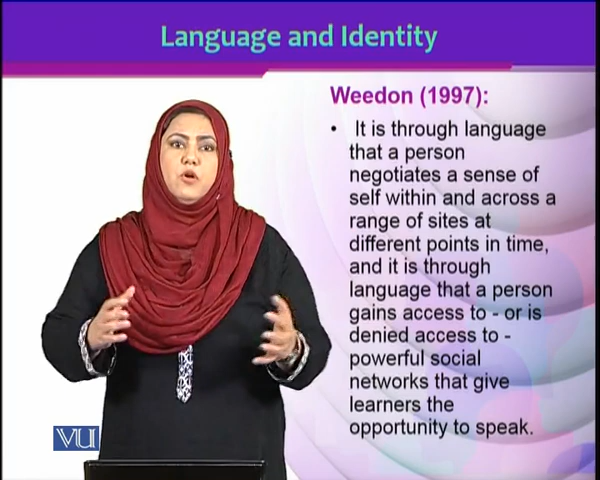 Language and Identity
Weedon (1997):
• It is through language
that a person
negotiates a sense of
self within and across a
range of sites at
different points in time,
and it is through
language that a person
gains access to - or is
denied access to -
powerful social
networks that give
learners the
opportunity to speak.
VU